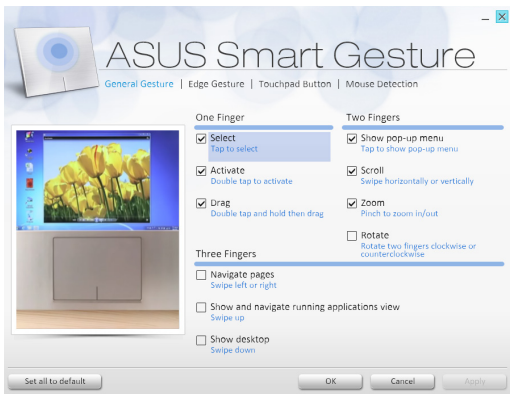 ASUS Smart Gesture
General Gesture | Edge Gesture | Touchpad Button | Mouse Detection
One Finger
Select
Tap to select
Activate
Double tap to activate
Drag
Double tap and hold then drag
Two Fingers
Show pop-up menu
Tap to show pop-up menu
Scroll
Swipe horizontally or vertically
Zoom
Pinch to zoom in/out
Rotate
Rotate two fingers clockwise or
counterclockwise
Three Fingers
Navigate pages
Swipe left or right
Show and navigate running applications view
Swipe up
Show desktop
Swipe down
Set all to default
OK
Cancel
Apply